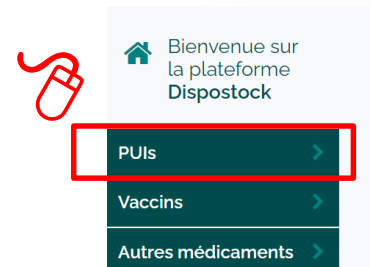 Bienvenue sur
la plateforme
Dispostock
PUIs
Vaccins
Autres médicaments